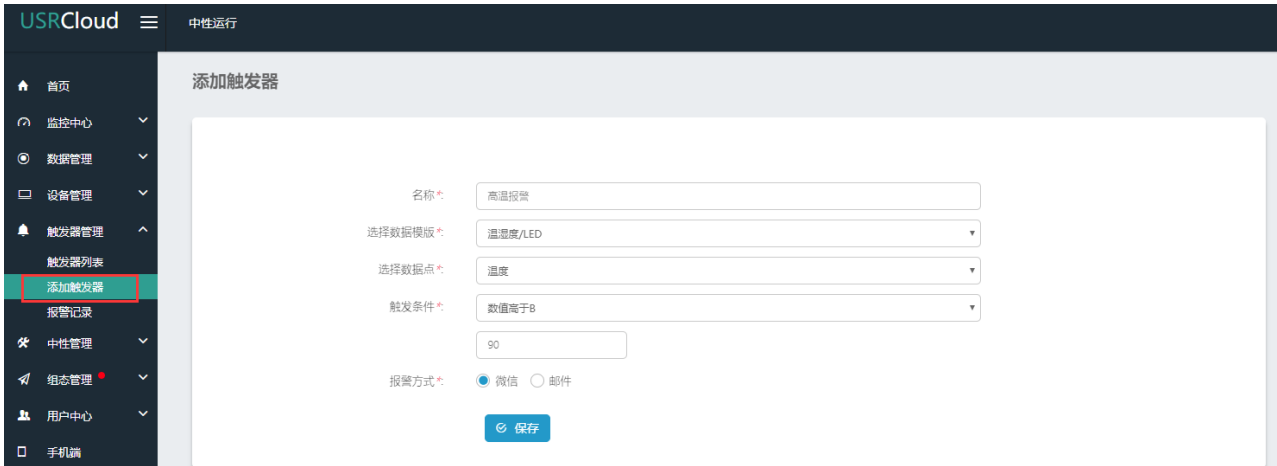 USRCloud 中性运行
首页
监控中心
数据管理
设备管理
触发器管理
触发器列表
添加触发器
报警记录
中性管理
组态管理
用户中心
手机端
添加触发器
名称*: 高温报警
选择数据模版*: 温湿度/LED
选择数据点*: 温度
触发条件*: 数值高于B
90
报警方式*: 微信 邮件
保存